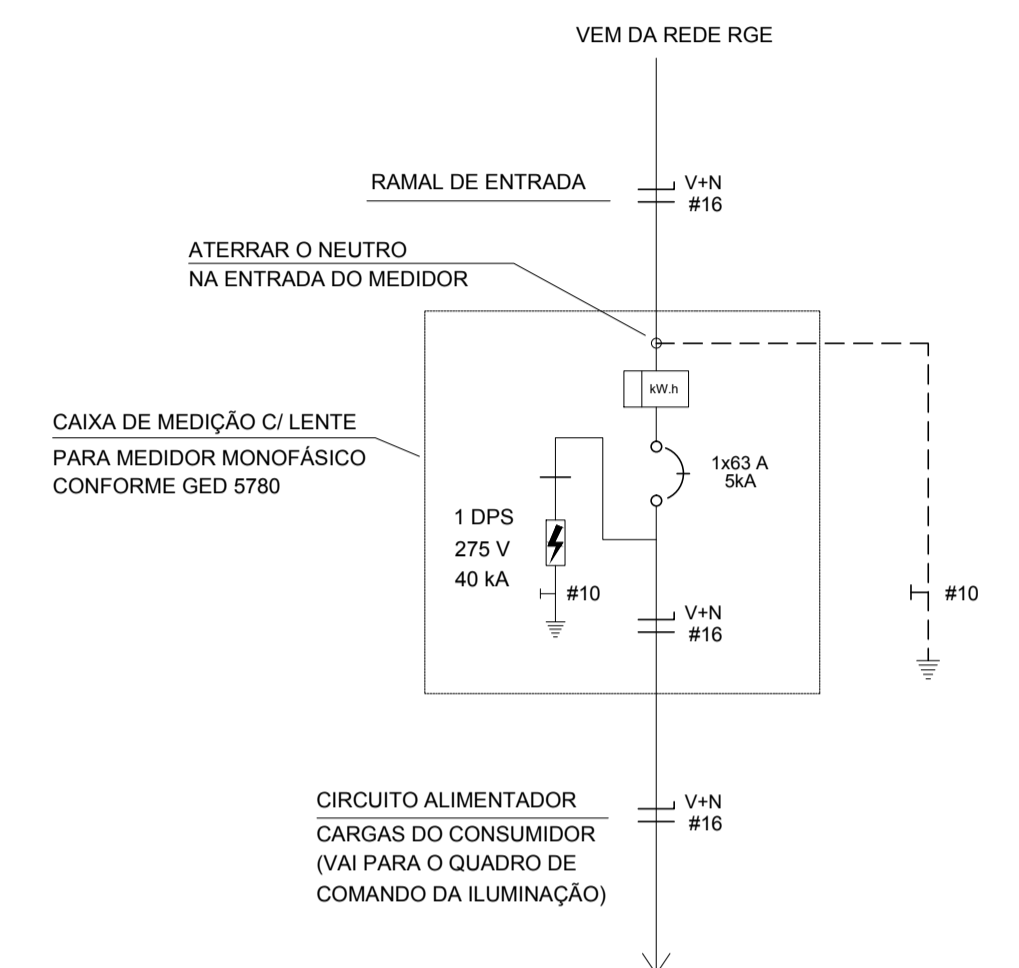 VEM DA REDE RGE
RAMAL DE ENTRADA
V+N
#16
ATERRAR O NEUTRO
NA ENTRADA DO MEDIDOR
kW.h
CAIXA DE MEDIÇÃO C/ LENTE
PARA MEDIDOR MONOFÁSICO
CONFORME GED 5780
1x63 A
5kA
1 DPS
275 V
40 kA
#10
V+N
#16
#10
CIRCUITO ALIMENTADOR
CARGAS DO CONSUMIDOR
(VAI PARA O QUADRO DE
COMANDO DA ILUMINAÇÃO)
V+N
#16